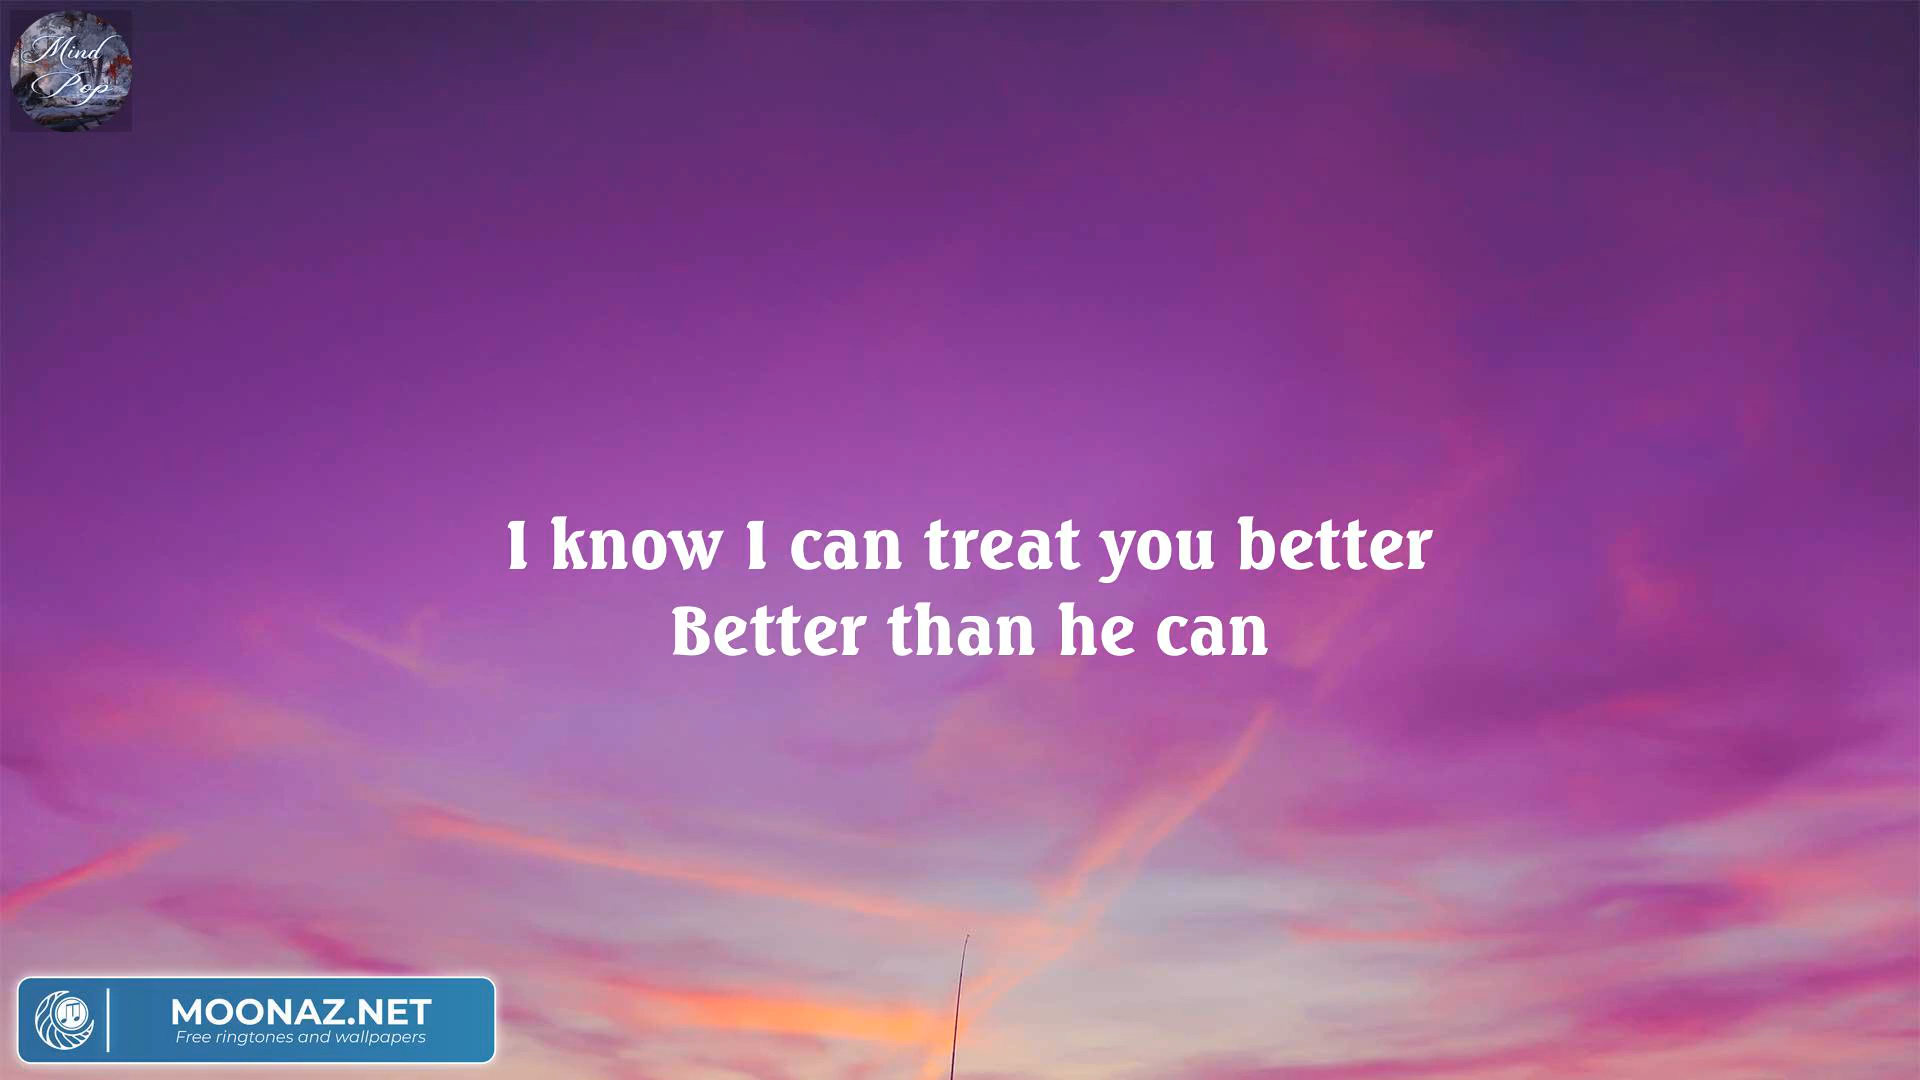 Mind
Pop
I know I can treat you better
Better than he can
MOONAZ.NET
Free ringtones and wallpapers